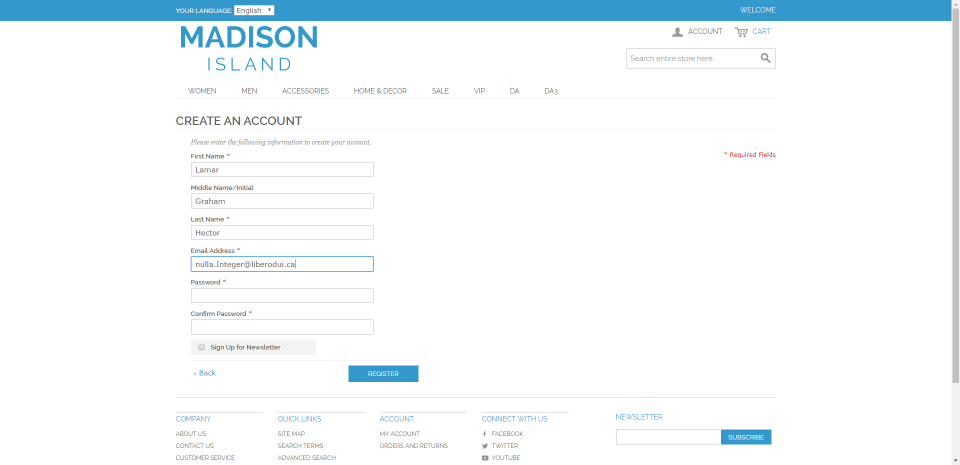 YOUR LANGUAGE: English
WELCOME
MADISON
ISLAND
ACCOUNT CART
Search entire store here...
WOMEN MEN ACCESSORIES HOME & DECOR SALE VIP DA DA3
CREATE AN ACCOUNT
Please enter the following information to create your account.
* Required Fields
First Name *
Lamar
Middle Name/Initial
Graham
Last Name *
Hector
Email Address *
nulla.Integer@liberodui.ca
Password *
Confirm Password *
Sign Up for Newsletter
« Back
REGISTER
COMPANY
ABOUT US
CONTACT US
CUSTOMER SERVICE
QUICK LINKS
SITE MAP
SEARCH TERMS
ADVANCED SEARCH
ACCOUNT
MY ACCOUNT
ORDERS AND RETURNS
CONNECT WITH US
FACEBOOK
TWITTER
YOUTUBE
NEWSLETTER
SUBSCRIBE